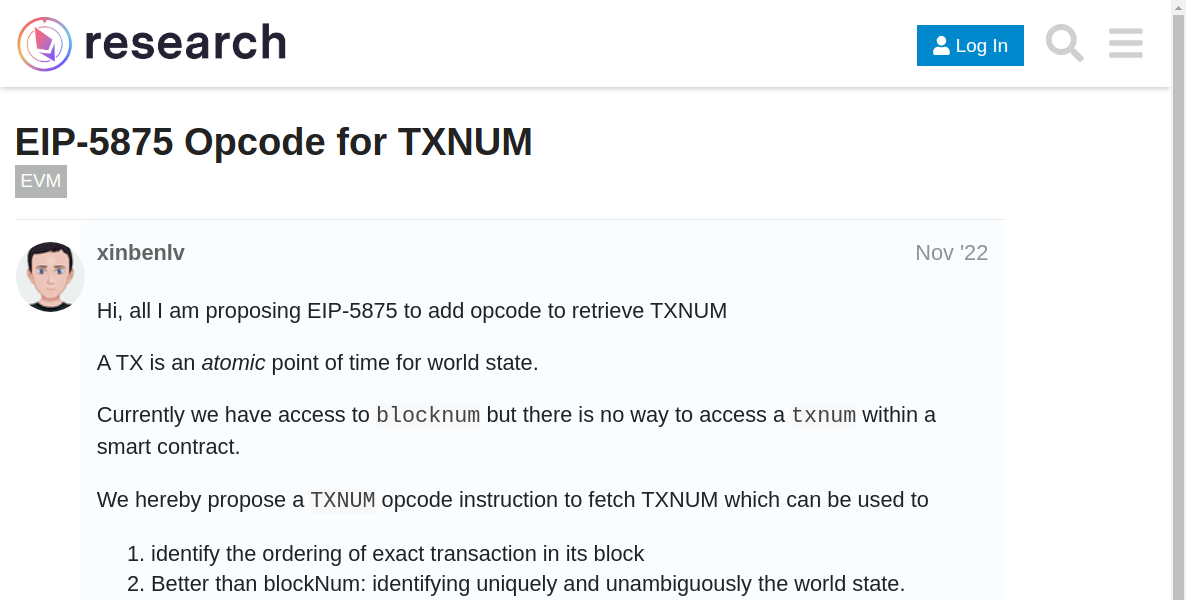 research
Log In
EIP-5875 Opcode for TXNUM
EVM
xinbenlv
Nov '22
Hi, all I am proposing EIP-5875 to add opcode to retrieve TXNUM
A TX is an atomic point of time for world state.
Currently we have access to blocknum but there is no way to access a txnum within a
smart contract.
We hereby propose a TXNUM opcode instruction to fetch TXNUM which can be used to
1. identify the ordering of exact transaction in its block
2. Better than blockNum: identifying uniquely and unambiguously the world state.